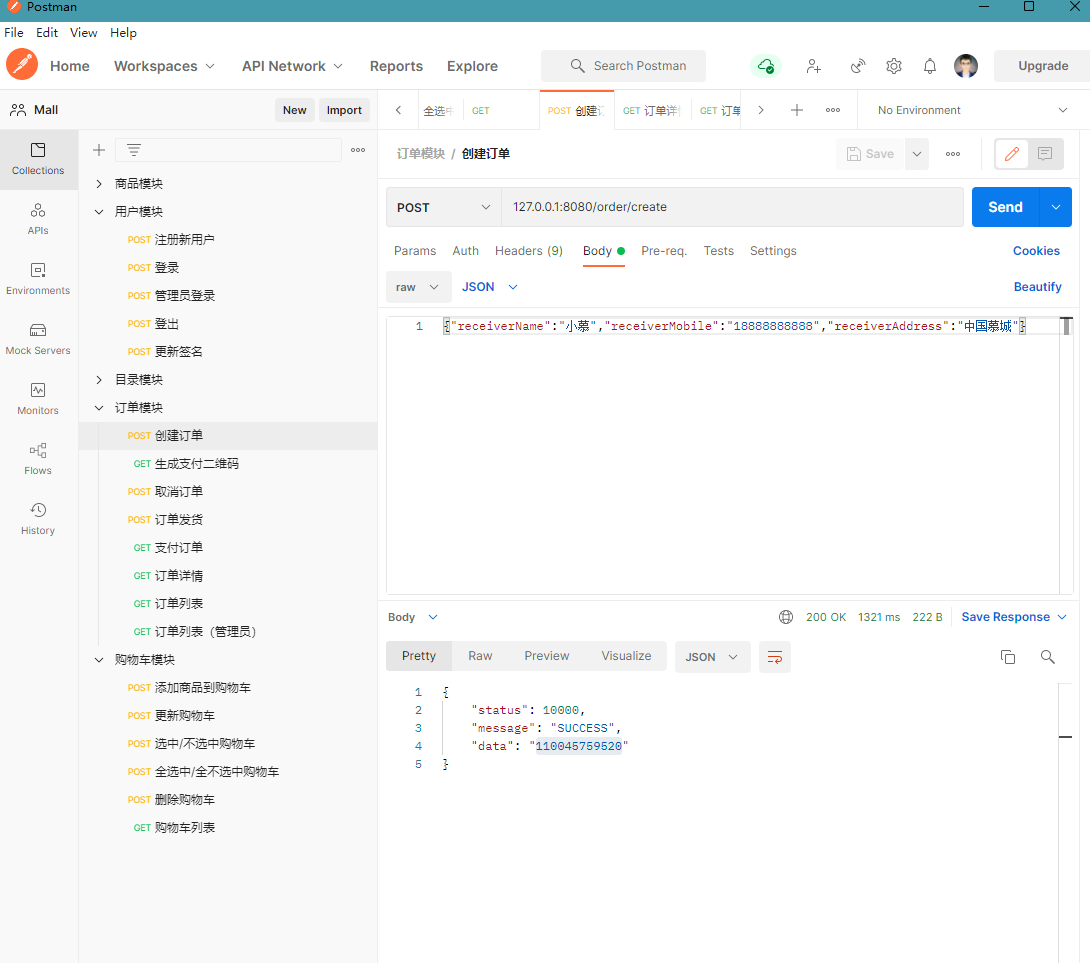 Postman
File Edit View Help
Home Workspaces API Network Reports Explore Search Postman Upgrade
Mall New Import
全选中 GET POST 创建订 GET 订单详情 GET 订单 No Environment
Collections
APIs
Environments
Mock Servers
Monitors
Flows
History
商品模块
用户模块
POST 注册新用户
POST 登录
POST 管理员登录
POST 登出
POST 更新签名
目录模块
订单模块
POST 创建订单
GET 生成支付二维码
POST 取消订单
POST 订单发货
GET 支付订单
GET 订单详情
GET 订单列表
GET 订单列表（管理员）
购物车模块
POST 添加商品到购物车
POST 更新购物车
POST 选中/不选中购物车
POST 全选中/全不选中购物车
POST 删除购物车
GET 购物车列表
订单模块 / 创建订单 Save
POST 127.0.0.1:8080/order/create Send
Params Auth Headers (9) Body Pre-req. Tests Settings Cookies
raw JSON Beautify
1 {"receiverName":"小慕","receiverMobile":"18888888888","receiverAddress":"中国慕城"}
Body 200 OK 1321 ms 222 B Save Response
Pretty Raw Preview Visualize JSON
1 {
2 "status": 10000,
3 "message": "SUCCESS",
4 "data": "110045759520"
5 }